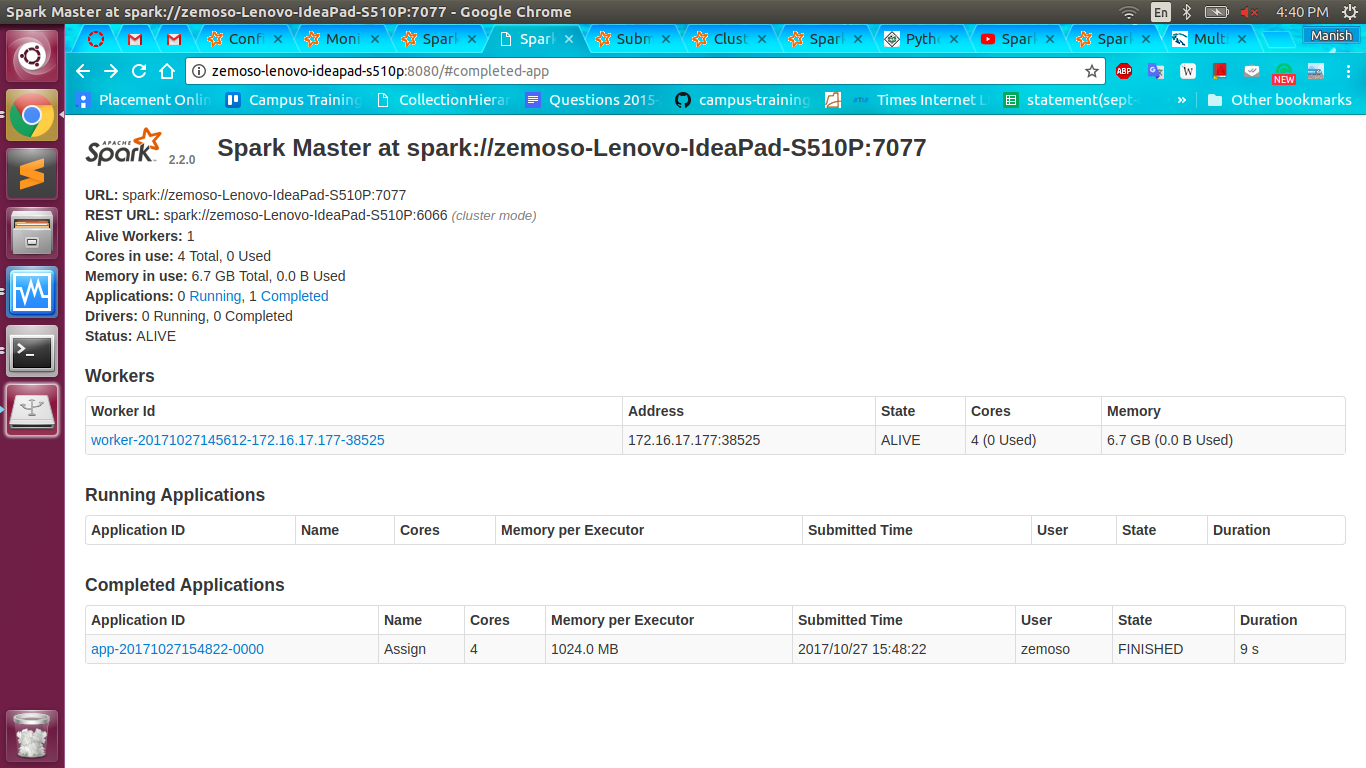 Spark Master at spark://zemoso-Lenovo-IdeaPad-S510P:7077 - Google Chrome
En
4:40 PM
Conf
Moni
Spark
Spark
Subm
Clust
Spark
Pytho
Spark
Spark
Mult
Manish
zemoso-lenovo-ideapad-s510p:8080/#completed-app
ABP
W
NEW
Placement Onlin
Campus Training
CollectionHierar
Questions 2015-
campus-training
Times Internet L
statement(sept-
»
Other bookmarks
APACHE
Spark
2.2.0
Spark Master at spark://zemoso-Lenovo-IdeaPad-S510P:7077
URL: spark://zemoso-Lenovo-IdeaPad-S510P:7077
REST URL: spark://zemoso-Lenovo-IdeaPad-S510P:6066 (cluster mode)
Alive Workers: 1
Cores in use: 4 Total, 0 Used
Memory in use: 6.7 GB Total, 0.0 B Used
Applications: 0 Running, 1 Completed
Drivers: 0 Running, 0 Completed
Status: ALIVE
Workers
Worker Id Address State Cores Memory
worker-20171027145612-172.16.17.177-38525 172.16.17.177:38525 ALIVE 4 (0 Used) 6.7 GB (0.0 B Used)
Running Applications
Application ID Name Cores Memory per Executor Submitted Time User State Duration
Completed Applications
Application ID Name Cores Memory per Executor Submitted Time User State Duration
app-20171027154822-0000 Assign 4 1024.0 MB 2017/10/27 15:48:22 zemoso FINISHED 9 s